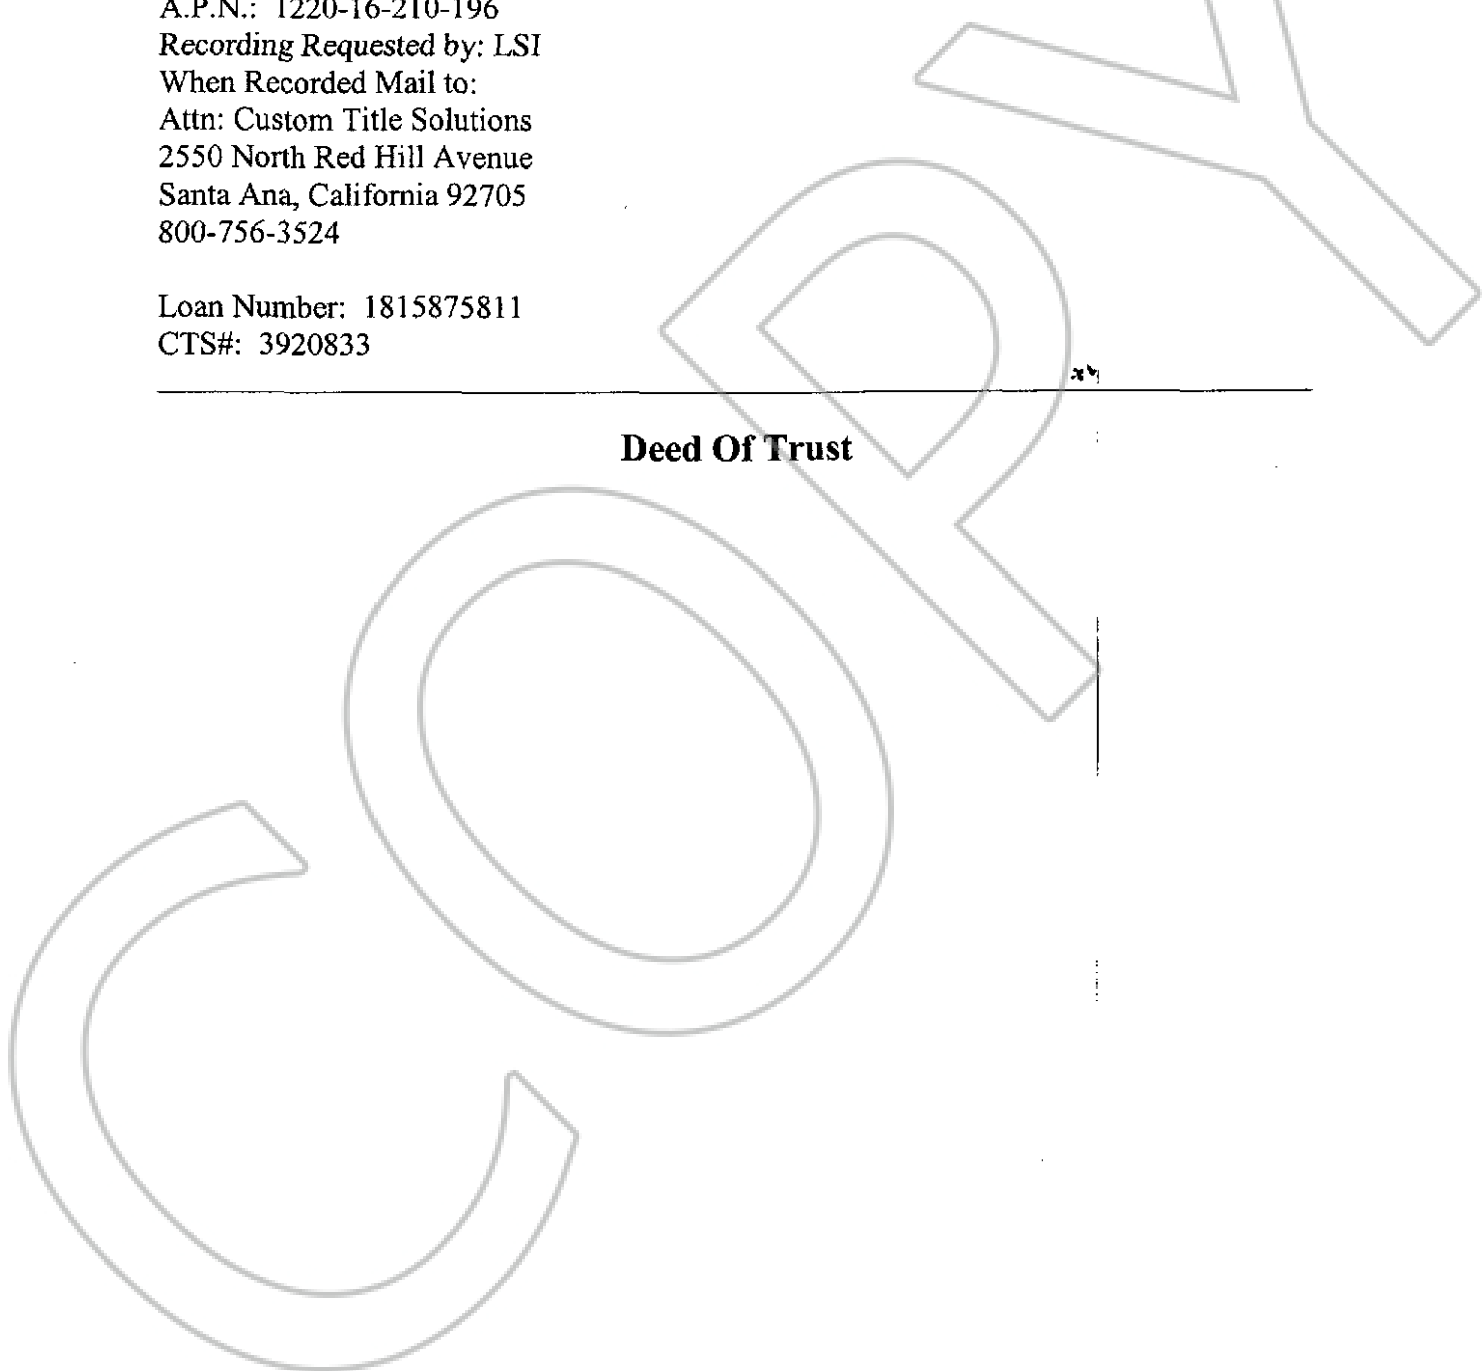 A.P.N.: 1220-16-210-196
Recording Requested by: LSI
When Recorded Mail to:
Attn: Custom Title Solutions
2550 North Red Hill Avenue
Santa Ana, California 92705
800-756-3524
Loan Number: 1815875811
CTS#: 3920833
Deed Of Trust
COPY